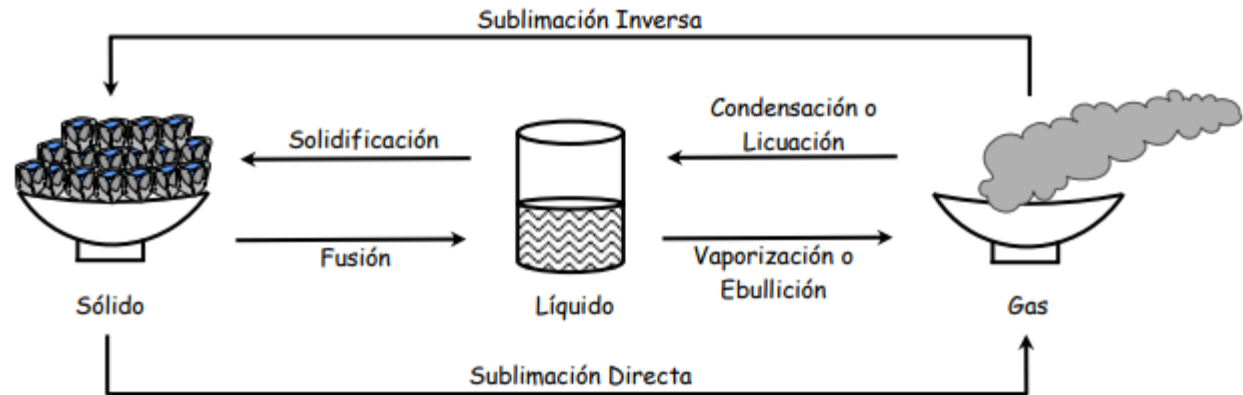 Sublimación Inversa
Solidificación
Condensación o
Licuación
Fusión
Vaporización o
Ebullición
Sólido
Líquido
Gas
Sublimación Directa